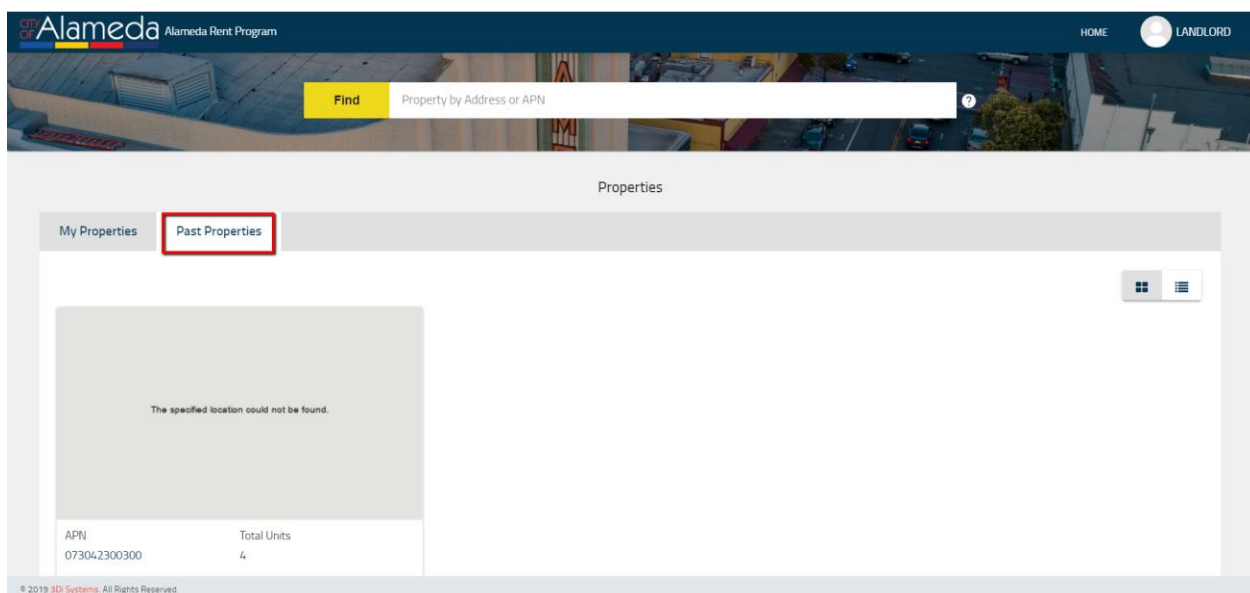 CITY OF Alameda Alameda Rent Program HOME LANDLORD
Find Property by Address or APN ?
Properties
My Properties Past Properties
The specified location could not be found.
APN Total Units
073042300300 4
© 2019 3Di Systems. All Rights Reserved.